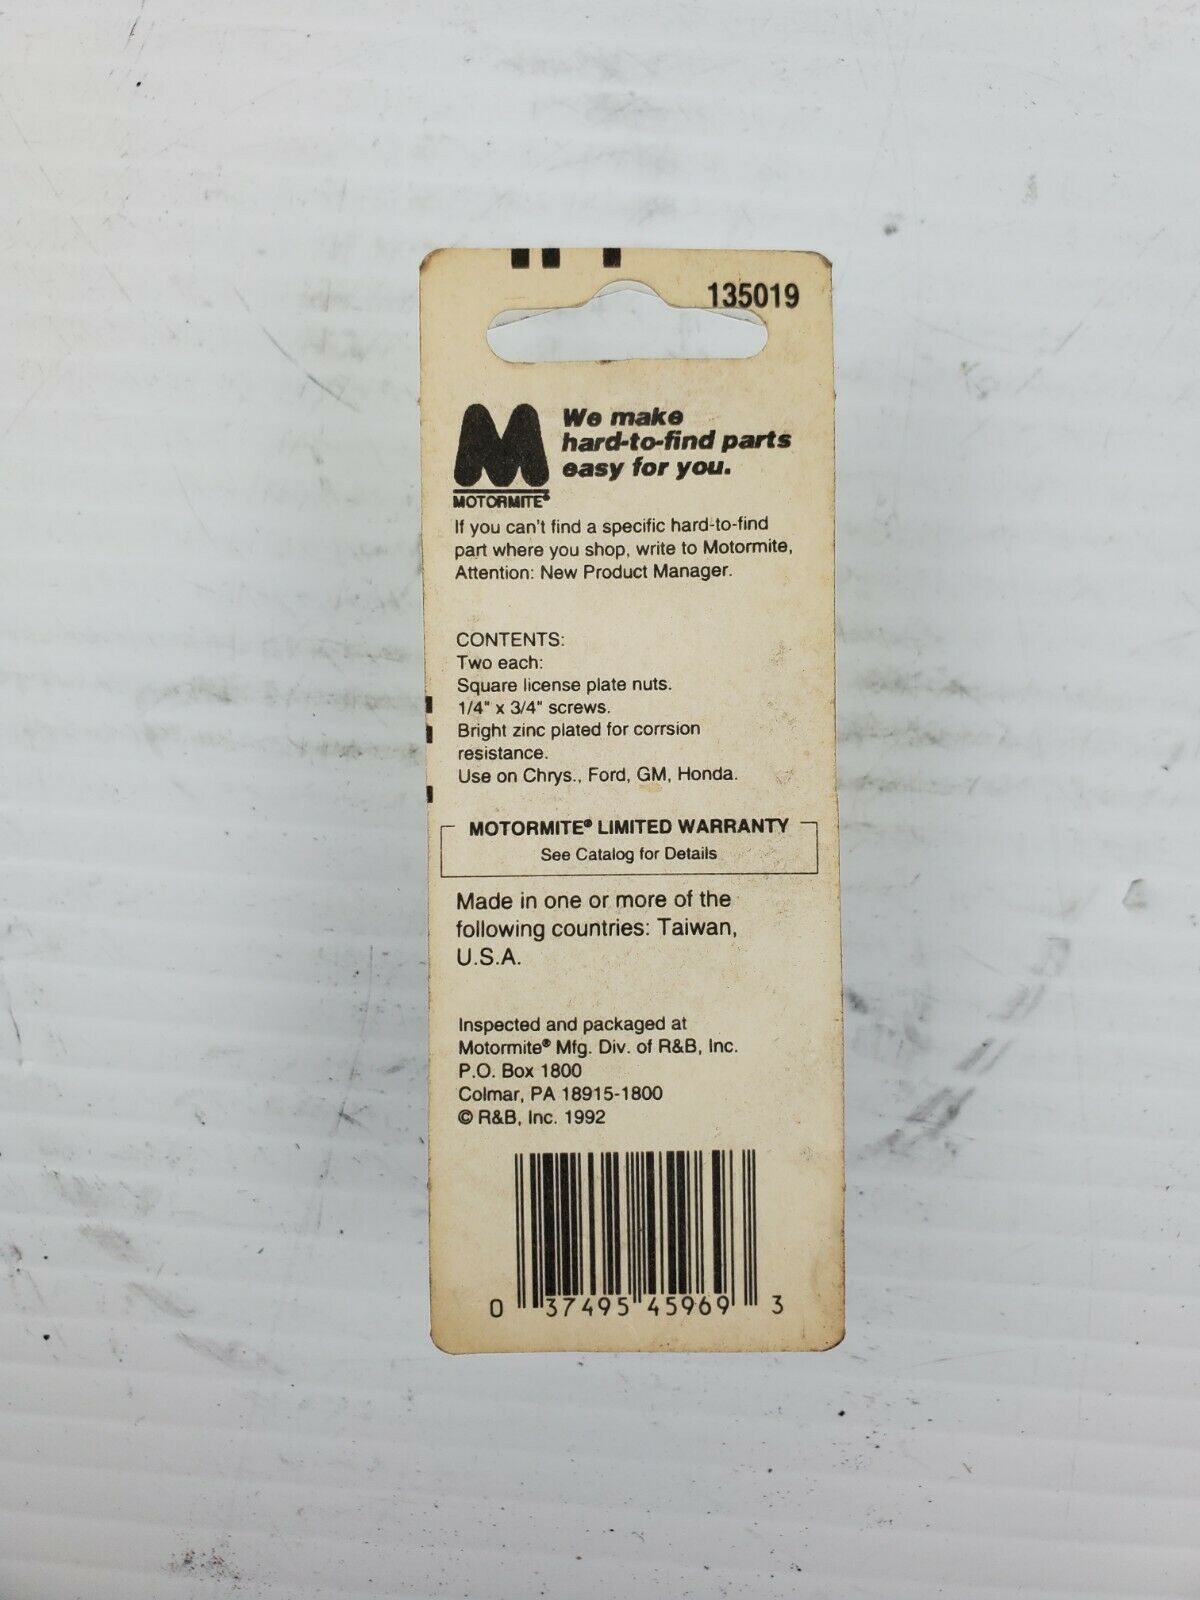 135019
We make
hard-to-find parts
easy for you.
MOTORMITE®
If you can't find a specific hard-to-find
part where you shop, write to Motormite,
Attention: New Product Manager.
CONTENTS:
Two each:
Square license plate nuts.
1/4" x 3/4" screws.
Bright zinc plated for corrsion
resistance.
Use on Chrys., Ford, GM, Honda.
MOTORMITE® LIMITED WARRANTY
See Catalog for Details
Made in one or more of the
following countries: Taiwan,
U.S.A.
Inspected and packaged at
Motormite® Mfg. Div. of R&B, Inc.
P.O. Box 1800
Colmar, PA 18915-1800
© R&B, Inc. 1992
0 37495 45969 3